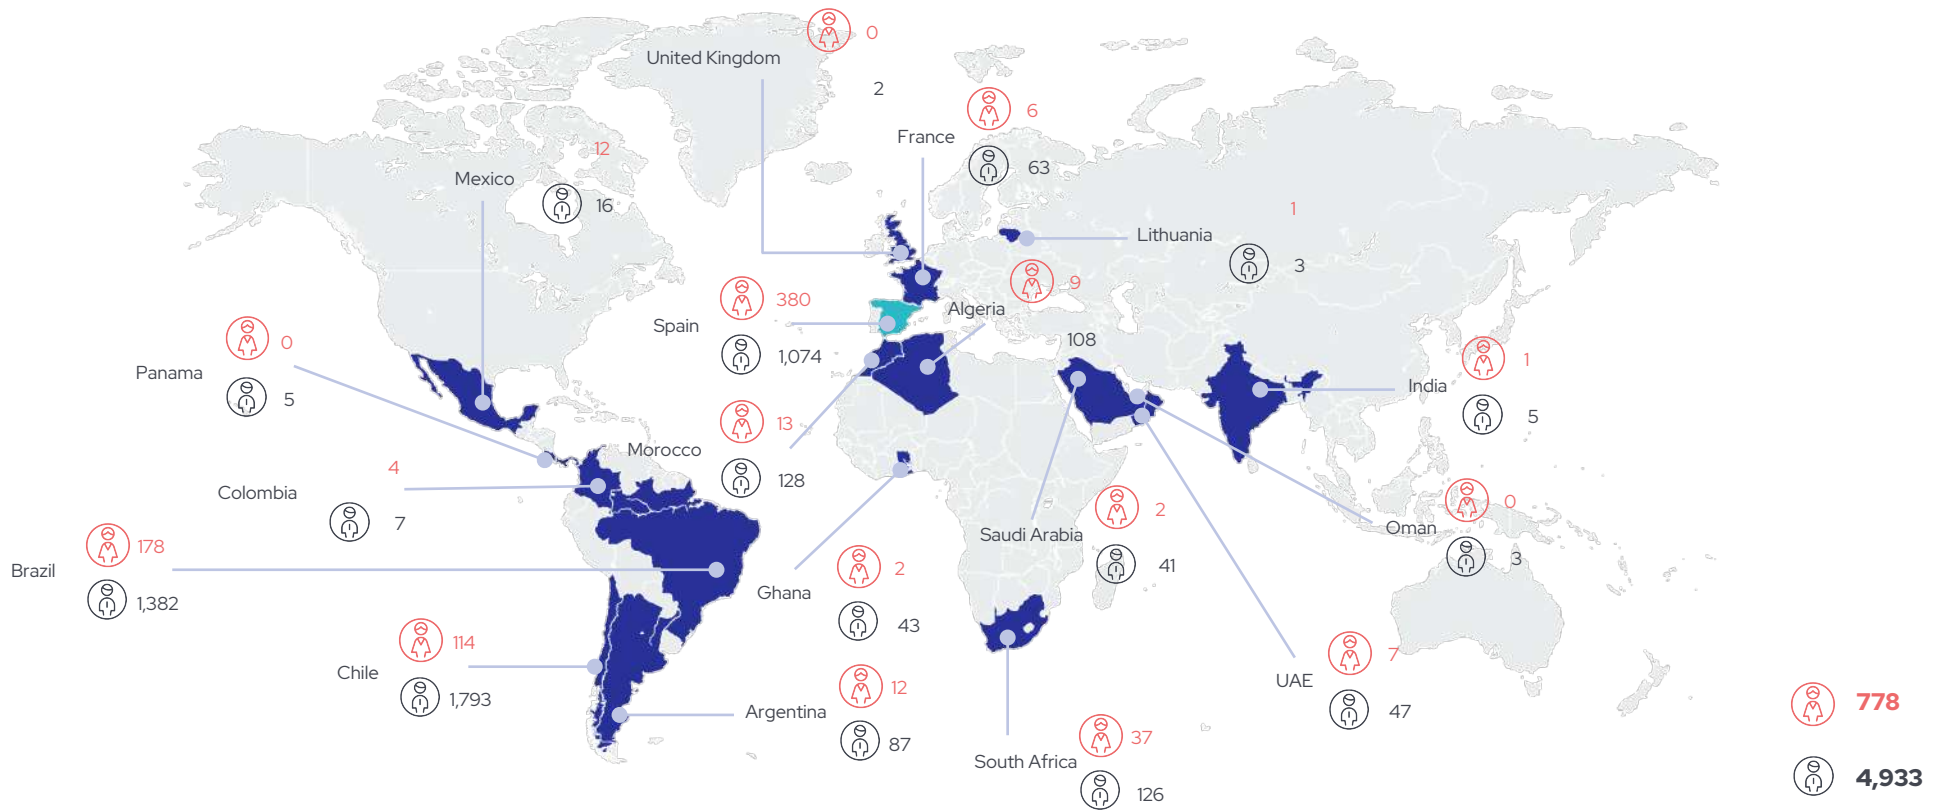 United Kingdom
0
2
France
6
63
Mexico
12
16
Lithuania
1
3
Spain
380
1,074
Algeria
9
108
Panama
0
5
India
1
5
Morocco
13
128
Colombia
4
7
Saudi Arabia
2
41
Oman
0
3
Brazil
178
1,382
Ghana
2
43
Chile
114
1,793
Argentina
12
87
UAE
7
47
South Africa
37
126
778
4,933